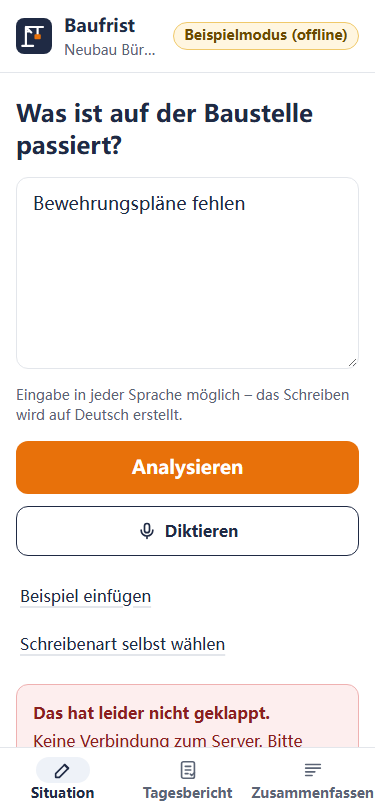 Baufrist
Neubau Bür...
Beispielmodus (offline)
Was ist auf der Baustelle
passiert?
Bewehrungspläne fehlen
Eingabe in jeder Sprache möglich – das Schreiben
wird auf Deutsch erstellt.
Analysieren
Diktieren
Beispiel einfügen
Schreibenart selbst wählen
Das hat leider nicht geklappt.
Keine Verbindung zum Server. Bitte
Situation
Tagesbericht
Zusammenfassen